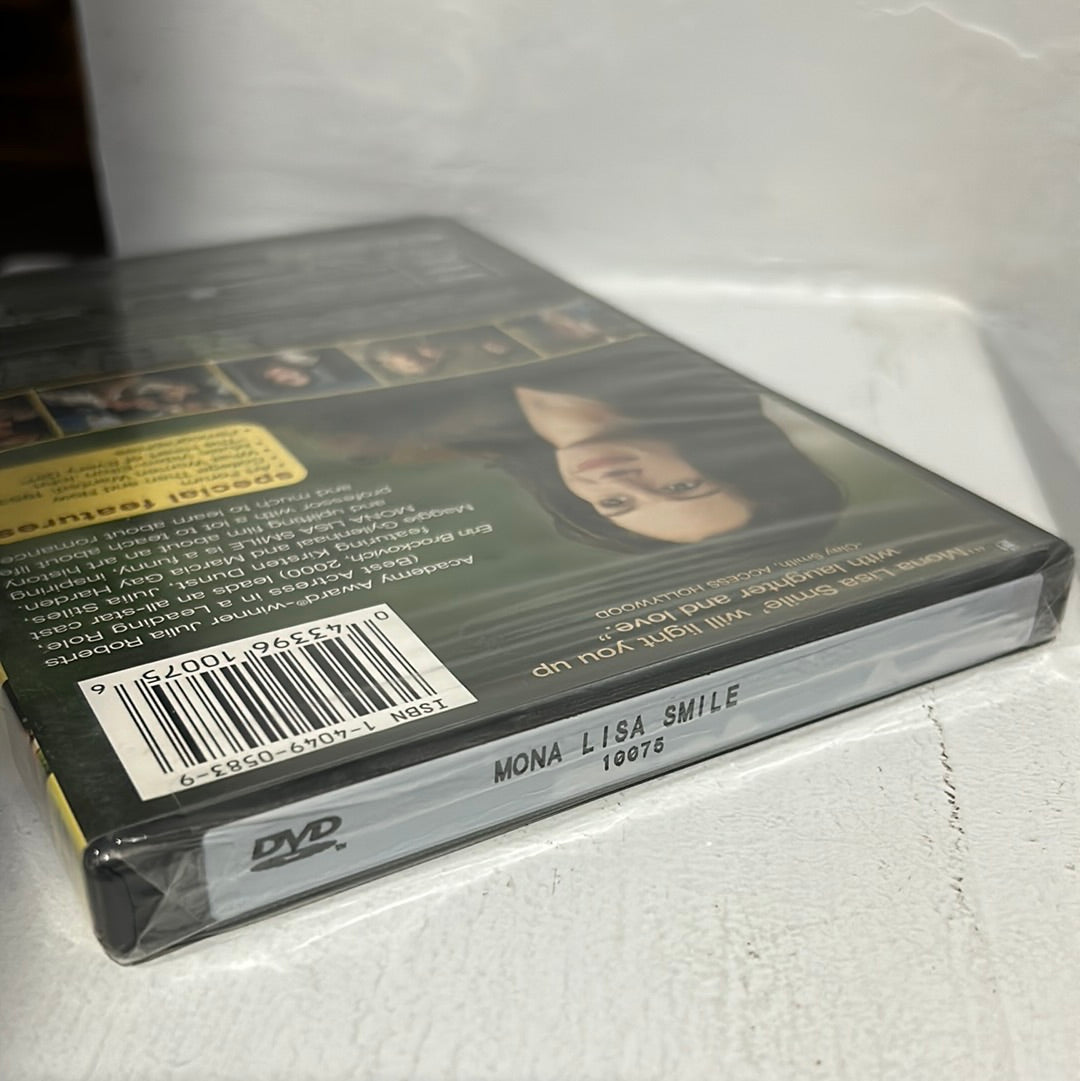 MONA LISA SMILE
10075
DVD
"'Mona Lisa Smile' will light you up
with laughter and love."
-Clay Smith, ACCESS HOLLYWOOD
ISBN 1-4049-0583-9
0 43396 10075 6
Academy Award®-winner Julia Roberts
(Best Actress in a Leading Role,
Erin Brockovich, 2000) leads an all-star cast
featuring Kirsten Dunst, Julia Stiles,
Maggie Gyllenhaal and Marcia Gay Harden.
MONA LISA SMILE is a funny, inspiring
and uplifting film about an art history
professor with a lot to teach about life
and much to learn about romance
special features